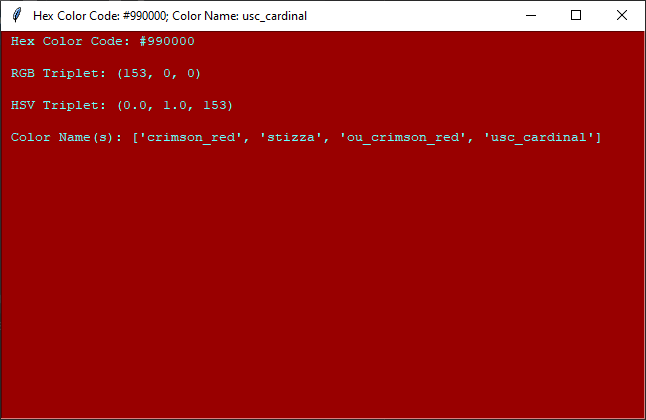 Hex Color Code: #990000; Color Name: usc_cardinal
Hex Color Code: #990000
RGB Triplet: (153, 0, 0)
HSV Triplet: (0.0, 1.0, 153)
Color Name(s): ['crimson_red', 'stizza', 'ou_crimson_red', 'usc_cardinal']